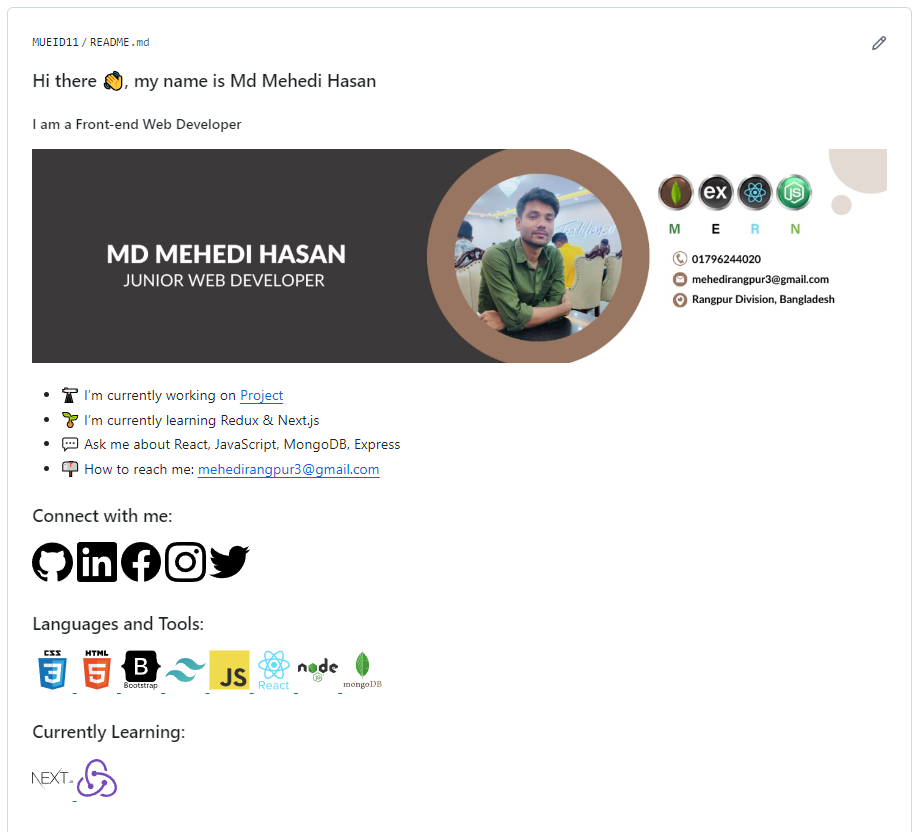 MUEID11 / README.md
Hi there 👋, my name is Md Mehedi Hasan
I am a Front-end Web Developer
MD MEHEDI HASAN
JUNIOR WEB DEVELOPER
ex
JS
M E R N
01796244020
mehedirangpur3@gmail.com
Rangpur Division, Bangladesh
I'm currently working on Project
I'm currently learning Redux & Next.js
Ask me about React, JavaScript, MongoDB, Express
How to reach me: mehedirangpur3@gmail.com
Connect with me:
in
Languages and Tools:
CSS
3
HTML
5
B
Bootstrap
JS
React
node
JS
mongoDB
Currently Learning:
NEXT.js